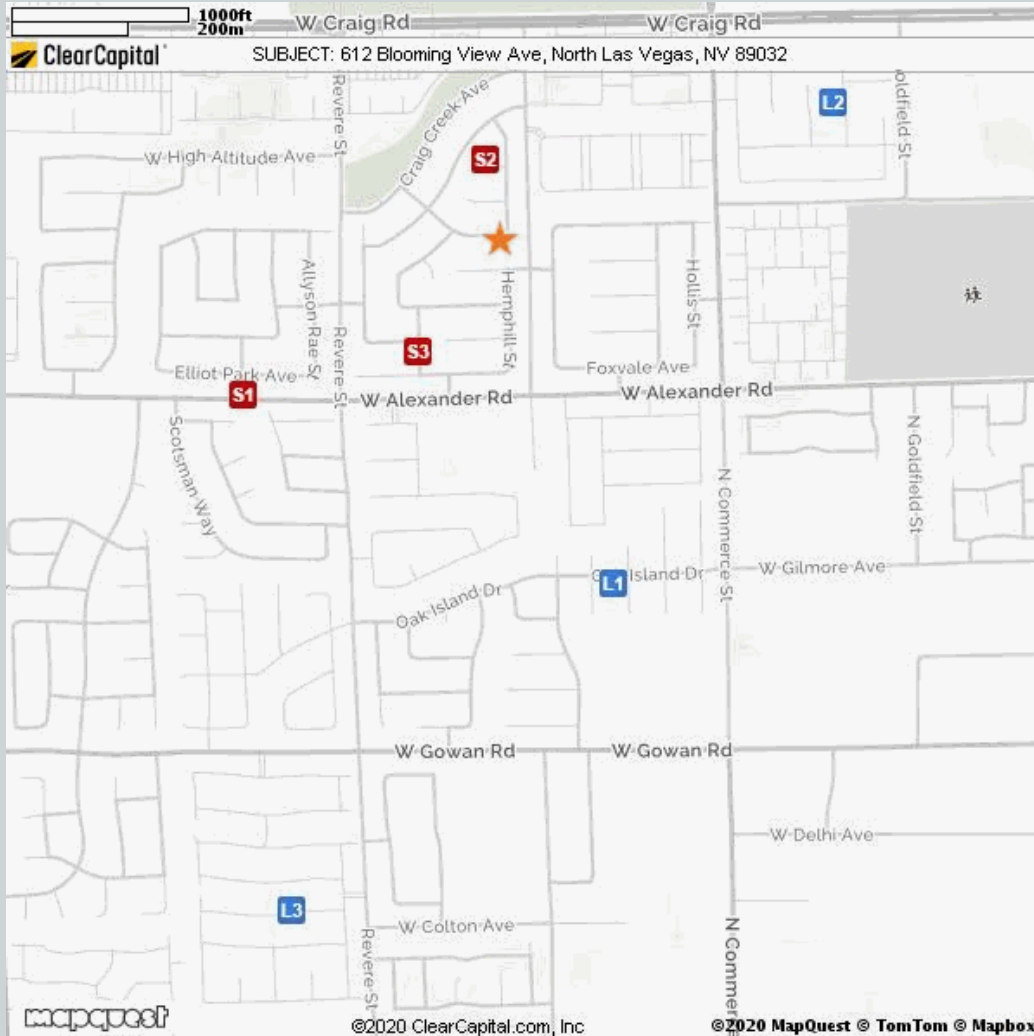 1000ft
200m
W Craig Rd
W Craig Rd
ClearCapital
SUBJECT: 612 Blooming View Ave, North Las Vegas, NV 89032
Revere St
Craig Creek Ave
L2
oldfield St
W High Altitude Ave
S2
Allyson Rae St
Hemphill St
Hollis St
Revere St
S3
Elliot Park Ave
S1
Foxvale Ave
W Alexander Rd
W Alexander Rd
Scotsman Way
N Commerce St
N Goldfield St
Oak Island Dr
L1
Island Dr
W Gilmore Ave
W Gowan Rd
W Gowan Rd
W Delhi Ave
L3
W Colton Ave
Revere St
N Commer
mapquest
©2020 ClearCapital.com, Inc
©2020 MapQuest © TomTom © Mapbox